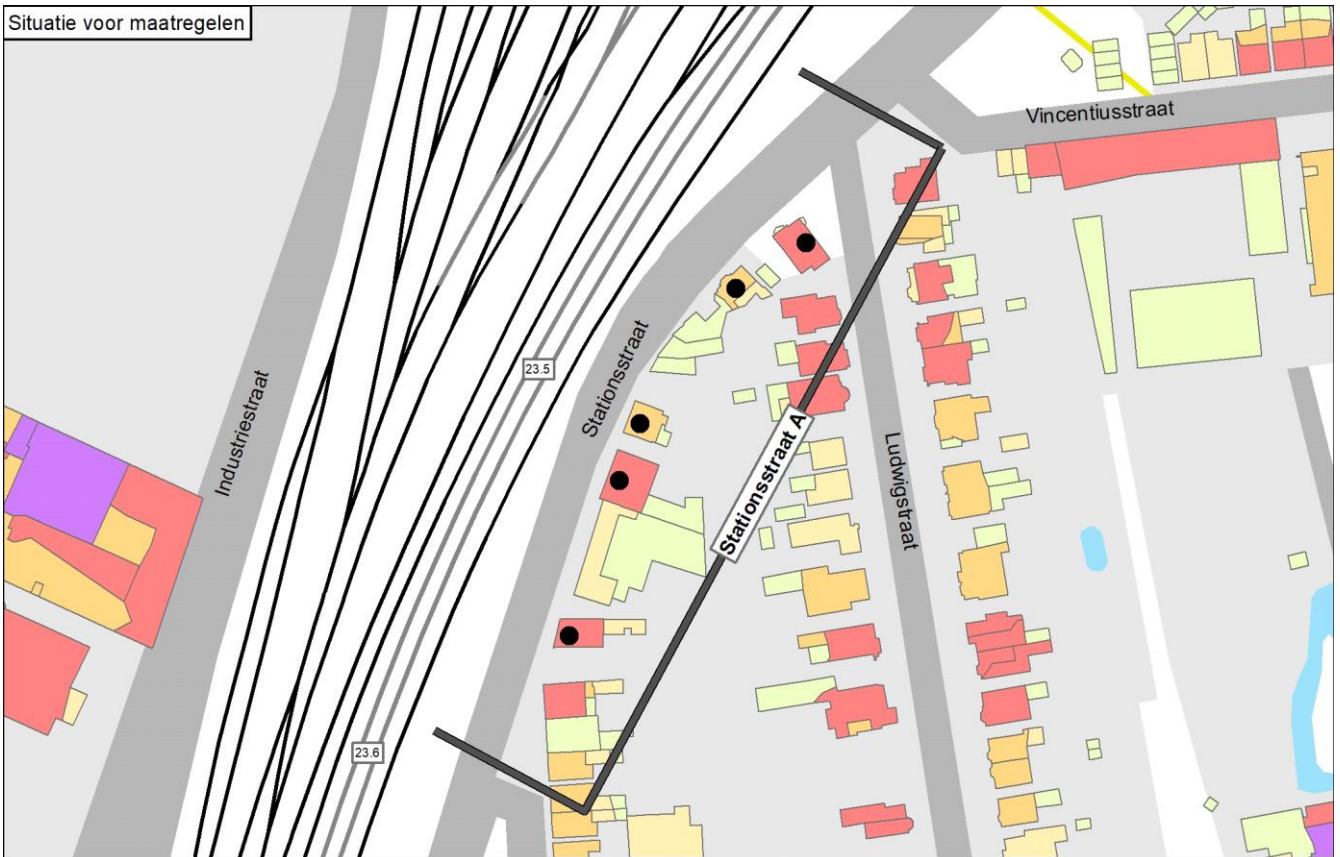 Situatie voor maatregelen
Vincentiusstraat
Stationsstraat
23.5
Industriestraat
Stationsstraat A
Ludwigstraat
23.6